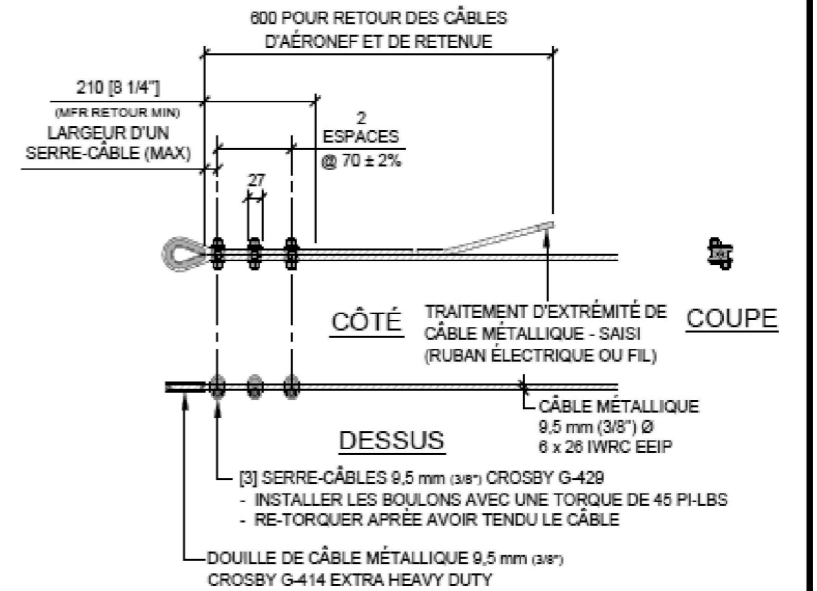 600 POUR RETOUR DES CÂBLES
D'AÉRONEF ET DE RETENUE
210 [8 1/4"]
(MFR RETOUR MIN)
LARGEUR D'UN
SERRE-CÂBLE (MAX)
2
ESPACES
@ 70 ± 2%
27
CÔTÉ
TRAITEMENT D'EXTRÉMITÉ DE
CÂBLE MÉTALLIQUE - SAISI
(RUBAN ÉLECTRIQUE OU FIL)
COUPE
CÂBLE MÉTALLIQUE
9,5 mm (3/8") Ø
6 x 26 IWRC EEIP
DESSUS
[3] SERRE-CÂBLES 9,5 mm (3/8") CROSBY G-429
- INSTALLER LES BOULONS AVEC UNE TORQUE DE 45 PI-LBS
- RE-TORQUER APRÈE AVOIR TENDU LE CÂBLE
DOUILLE DE CÂBLE MÉTALLIQUE 9,5 mm (3/8")
CROSBY G-414 EXTRA HEAVY DUTY